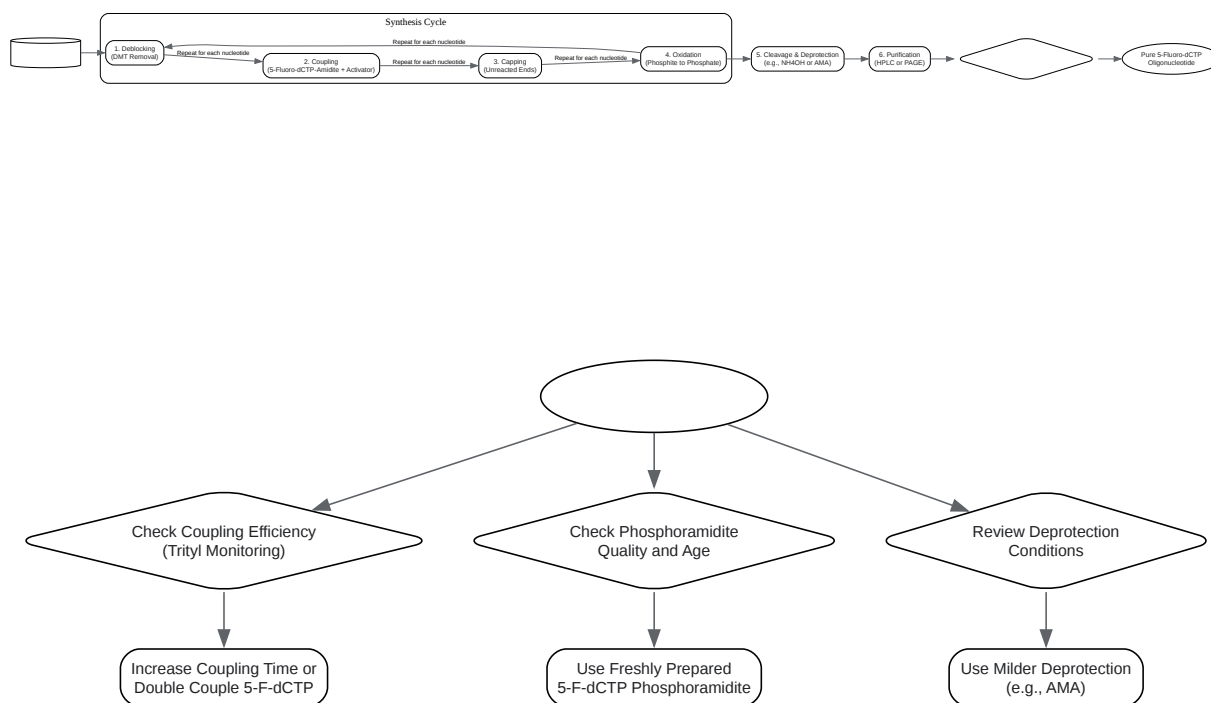 Synthesis Cycle
Repeat for each nucleotide
1. Deblocking
(DMT Removal)
Repeat for each nucleotide
2. Coupling
(5-Fluoro-dCTP-Amidite + Activator)
Repeat for each nucleotide
3. Capping
(Unreacted Ends)
Repeat for each nucleotide
4. Oxidation
(Phosphite to Phosphate)
5. Cleavage & Deprotection
(e.g., NH4OH or AMA)
6. Purification
(HPLC or PAGE)
Pure 5-Fluoro-dCTP
Oligonucleotide
Check Coupling Efficiency
(Trityl Monitoring)
Check Phosphoramidite
Quality and Age
Review Deprotection
Conditions
Increase Coupling Time or
Double Couple 5-F-dCTP
Use Freshly Prepared
5-F-dCTP Phosphoramidite
Use Milder Deprotection
(e.g., AMA)